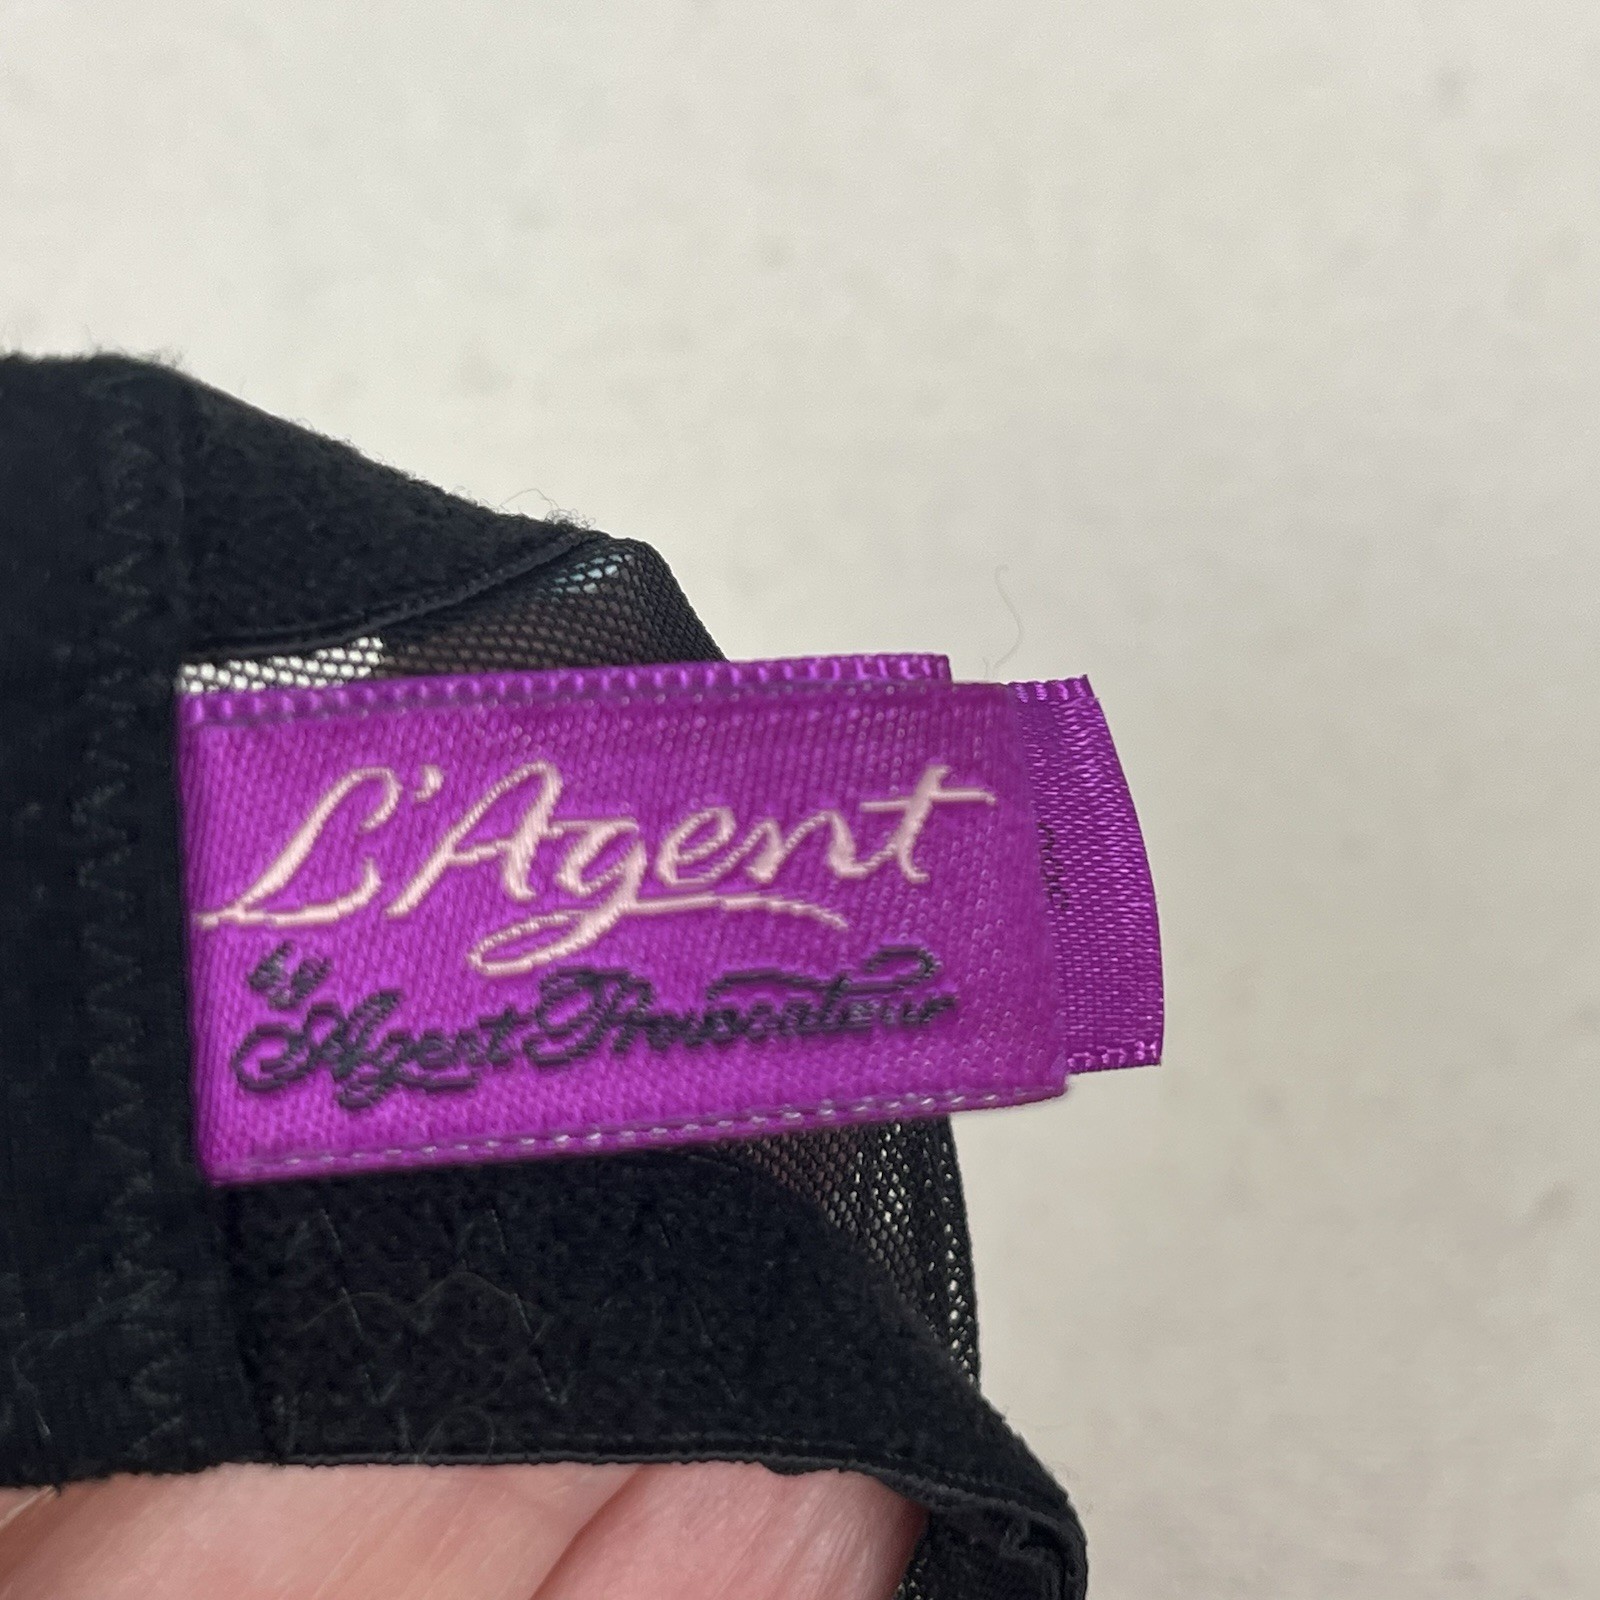 L'Agent
by
Agent Provocateur